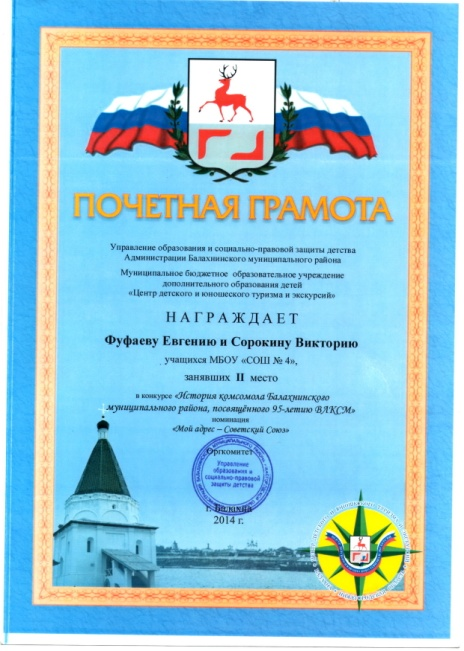 ПОЧЕТНАЯ ГРАМОТА
Управление образования и социально-правовой защиты детства
Администрации Балахнинского муниципального района
Муниципальное бюджетное образовательное учреждение
дополнительного образования детей
«Центр детского и юношеского туризма и экскурсий»
НАГРАЖДАЕТ
Фуфаеву Евгению и Сорокину Викторию
учащихся МБОУ «СОШ № 4»,
занявших II место
в конкурсе «История комсомола Балахнинского
муниципального района, посвящённого 95-летию ВЛКСМ»
номинация
«Мой адрес – Советский Союз»
Оргкомитет
Управление
образования и
социально-правовой
защиты детства
г. Балахна
2014 г.